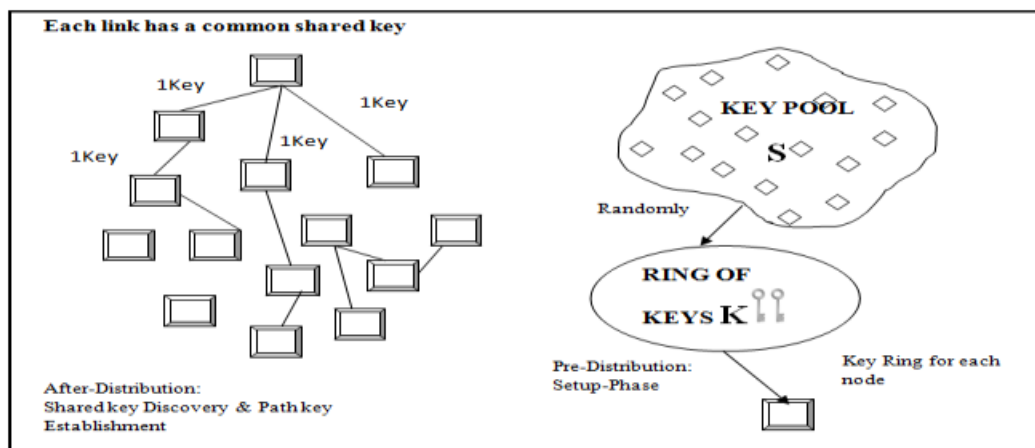 Each link has a common shared key
1Key
1Key
1Key
1Key
After-Distribution:
Shared key Discovery & Path key
Establishment
KEY POOL
S
Randomly
RING OF
KEYS K
Pre-Distribution:
Setup-Phase
Key Ring for each
node